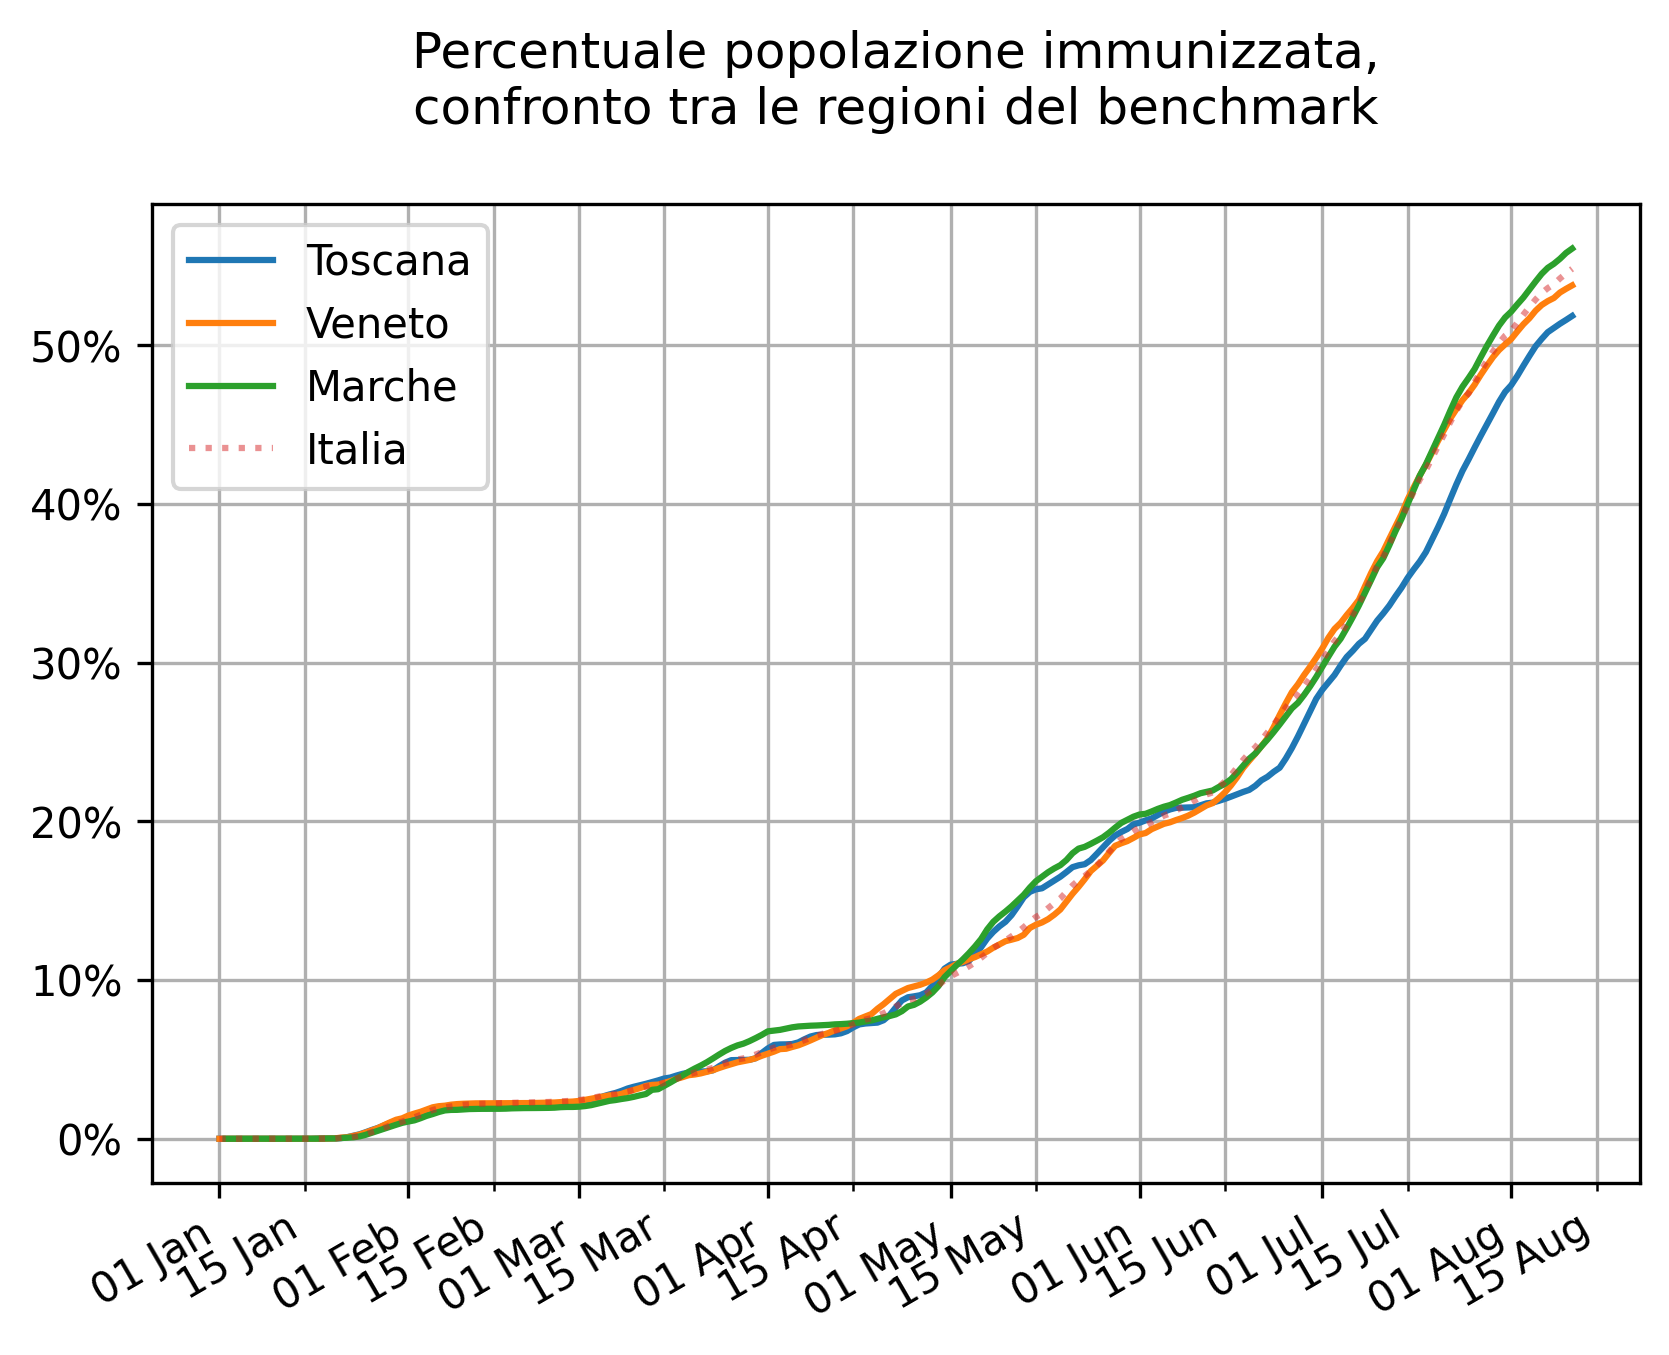 Percentuale popolazione immunizzata,
confronto tra le regioni del benchmark
Toscana
Veneto
Marche
Italia
50%
40%
30%
20%
10%
0%
01 Jan
15 Jan
01 Feb
15 Feb
01 Mar
15 Mar
01 Apr
15 Apr
01 May
15 May
01 Jun
15 Jun
01 Jul
15 Jul
01 Aug
15 Aug